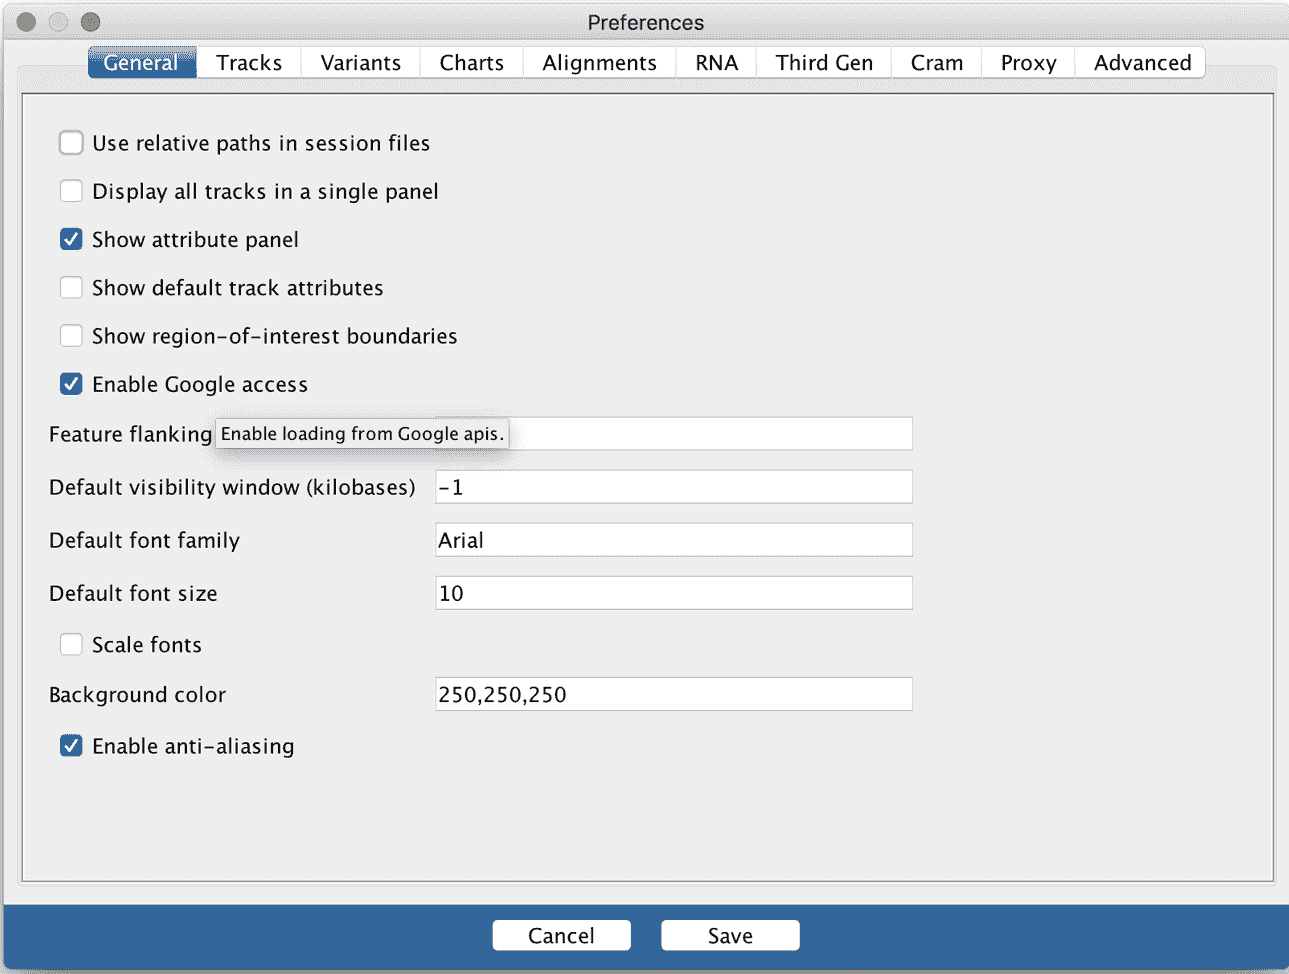 Preferences
General Tracks Variants Charts Alignments RNA Third Gen Cram Proxy Advanced
Use relative paths in session files
Display all tracks in a single panel
Show attribute panel
Show default track attributes
Show region-of-interest boundaries
Enable Google access
Feature flanking Enable loading from Google apis.
Default visibility window (kilobases) -1
Default font family Arial
Default font size 10
Scale fonts
Background color 250,250,250
Enable anti-aliasing
Cancel Save